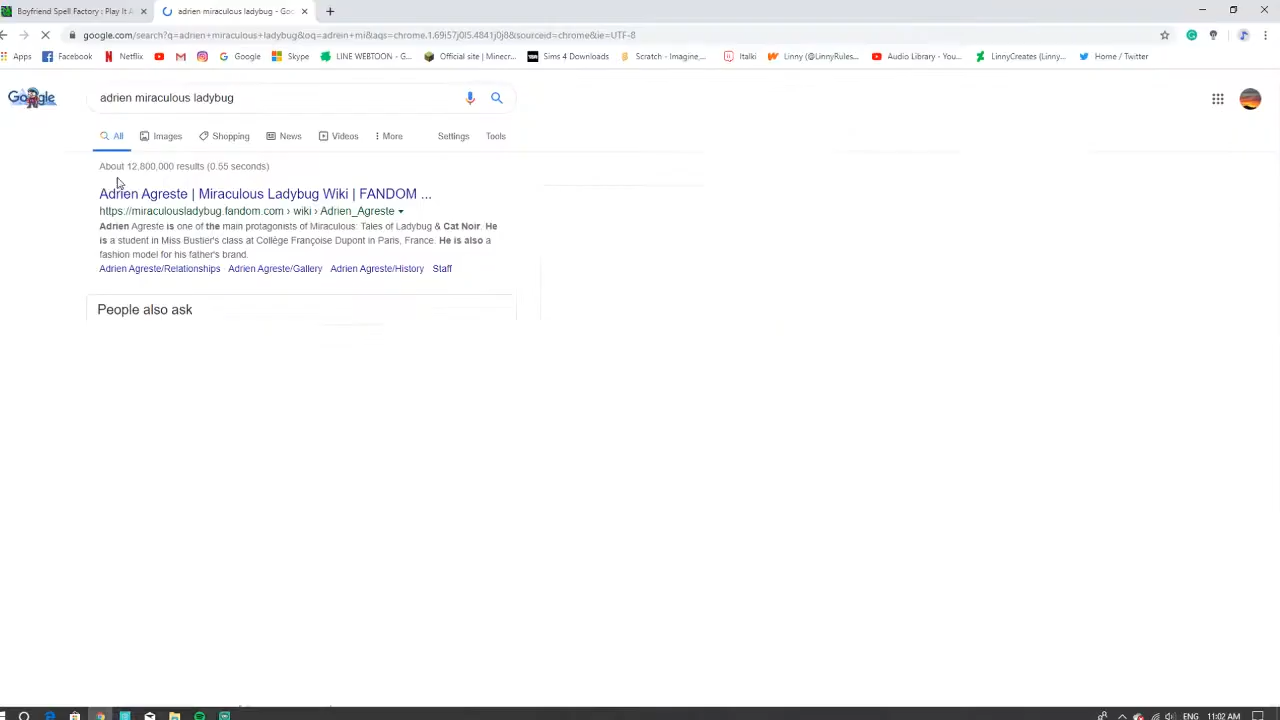 Boyfriend Spell Factory : Play It A
adrien miraculous ladybug - Goo
google.com/search?q=adrien+miraculous+ladybug&oq=adrein+mi&aqs=chrome.1.69i57j0l5.4841j0j8&sourceid=chrome&ie=UTF-8
Apps Facebook Netflix Google Skype LINE WEBTOON - G... Official site | Minecr... Sims 4 Downloads Scratch - Imagine,... Italki Linny (@LinnyRules... Audio Library - You... LinnyCreates (Linny... Home / Twitter
Google
adrien miraculous ladybug
All Images Shopping News Videos More Settings Tools
About 12,800,000 results (0.55 seconds)
Adrien Agreste | Miraculous Ladybug Wiki | FANDOM ...
https://miraculousladybug.fandom.com › wiki › Adrien_Agreste
Adrien Agreste is one of the main protagonists of Miraculous: Tales of Ladybug & Cat Noir. He
is a student in Miss Bustier's class at Collège Françoise Dupont in Paris, France. He is also a
fashion model for his father's brand.
Adrien Agreste/Relationships Adrien Agreste/Gallery Adrien Agreste/History Staff
People also ask
ENG 11:02 AM